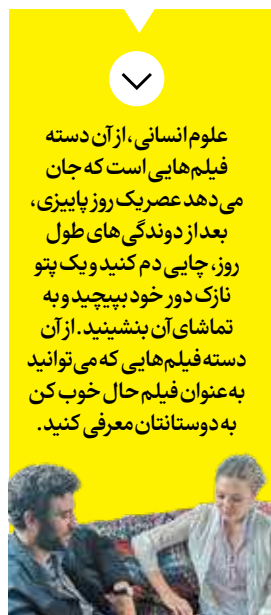 علوم انسانی، از آن دسته
فیلم‌هایی است که جان
می‌دهد عصر یک روز پاییزی،
بعد از دوندگی‌های طول
روز، چایی دم کنید و یک پتو
نازک دور خود بپیچید و به
تماشای آن بنشینید. از آن
دسته فیلم‌هایی که می‌توانید
به‌عنوان فیلم حال خوب کن
به دوستانتان معرفی کنید.